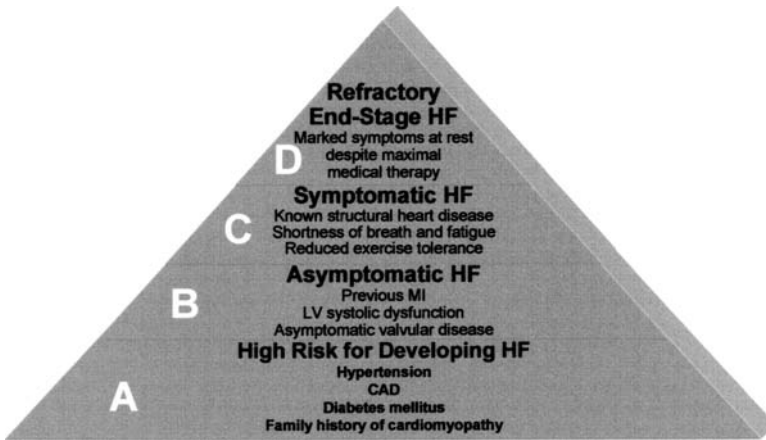 Refractory
End-Stage HF
Marked symptoms at rest
despite maximal
medical therapy
D
Symptomatic HF
Known structural heart disease
Shortness of breath and fatigue
Reduced exercise tolerance
C
Asymptomatic HF
Previous MI
LV systolic dysfunction
Asymptomatic valvular disease
B
High Risk for Developing HF
Hypertension
CAD
Diabetes mellitus
Family history of cardiomyopathy
A